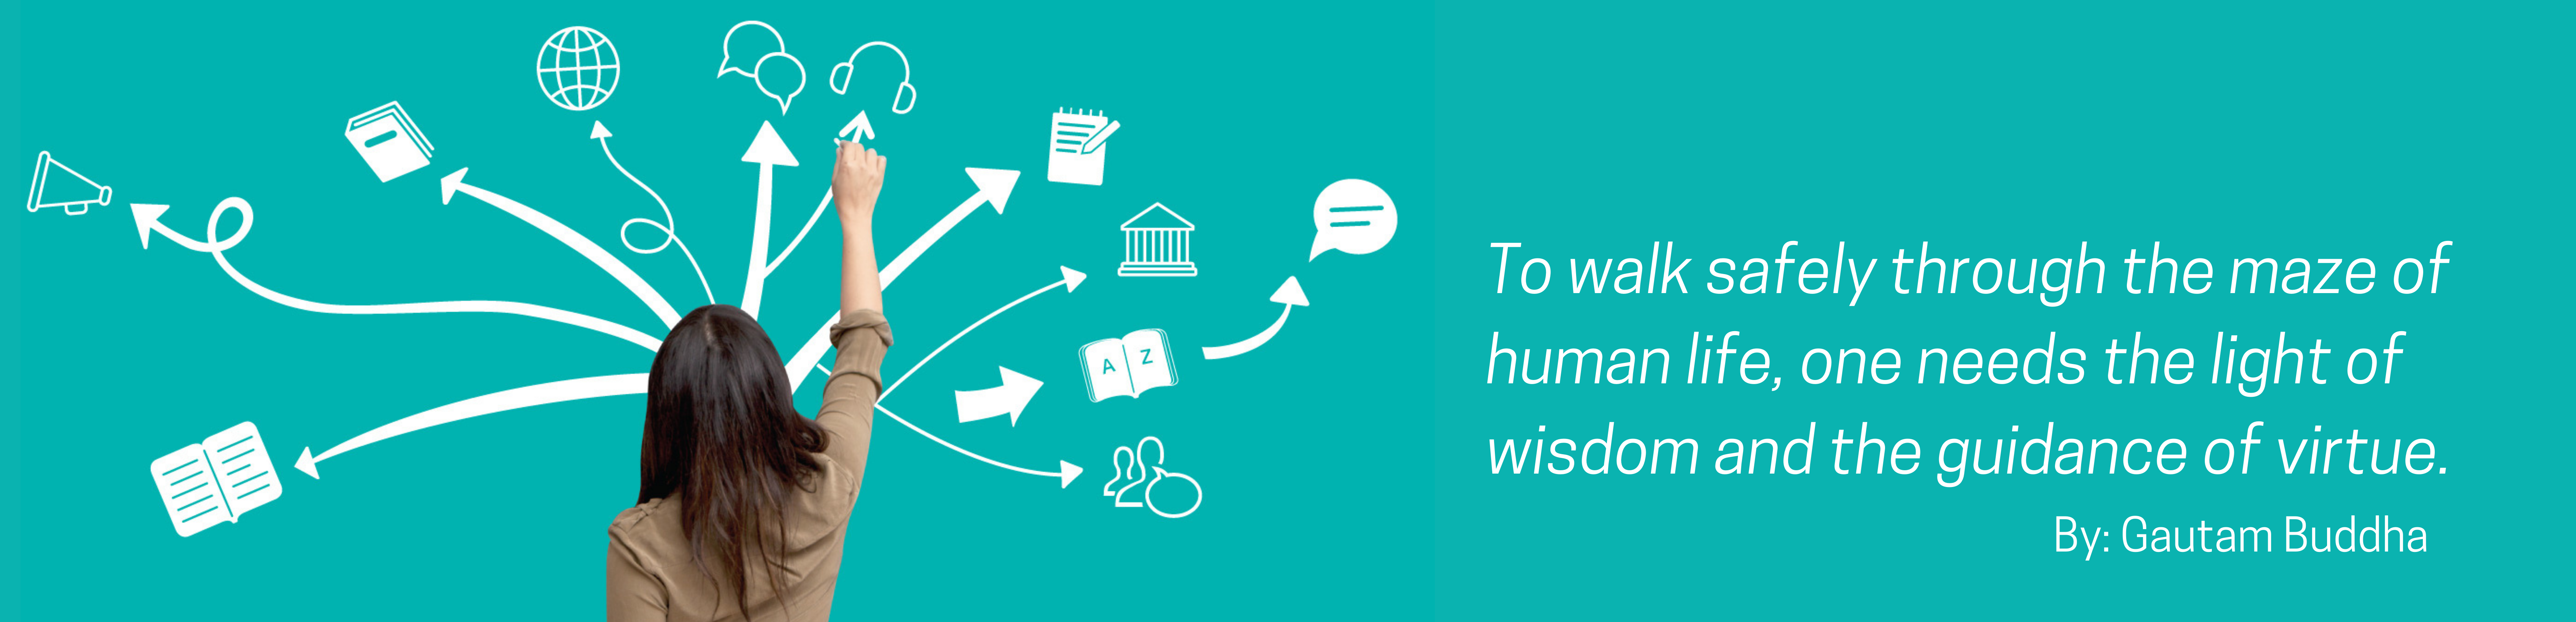 A Z
To walk safely through the maze of
human life, one needs the light of
wisdom and the guidance of virtue.
By: Gautam Buddha